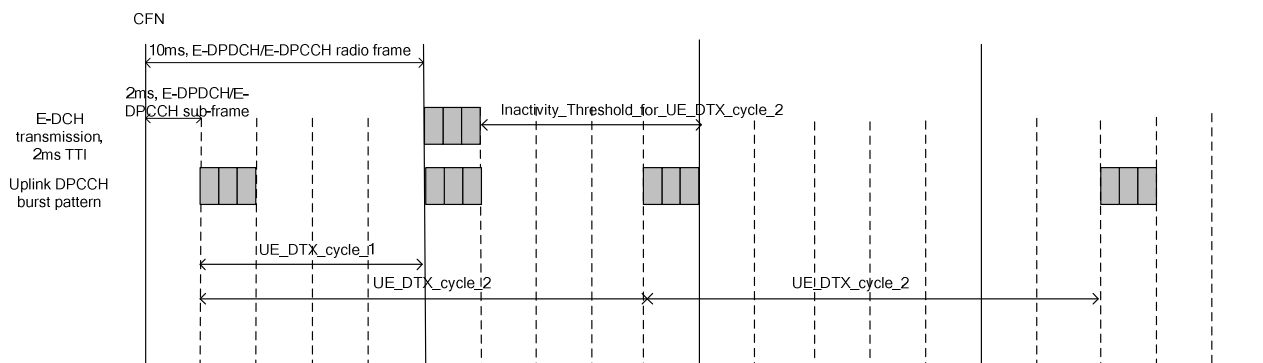 CFN
10ms, E-DPDCH/E-DPCCH radio frame
2ms, E-DPDCH/E-
DPCCH sub-frame
Inactivity_Threshold_for_UE_DTX_cycle_2
E-DCH
transmission,
2ms TTI
Uplink DPCCH
burst pattern
UE_DTX_cycle_1
UE_DTX_cycle_2
UE_DTX_cycle_2